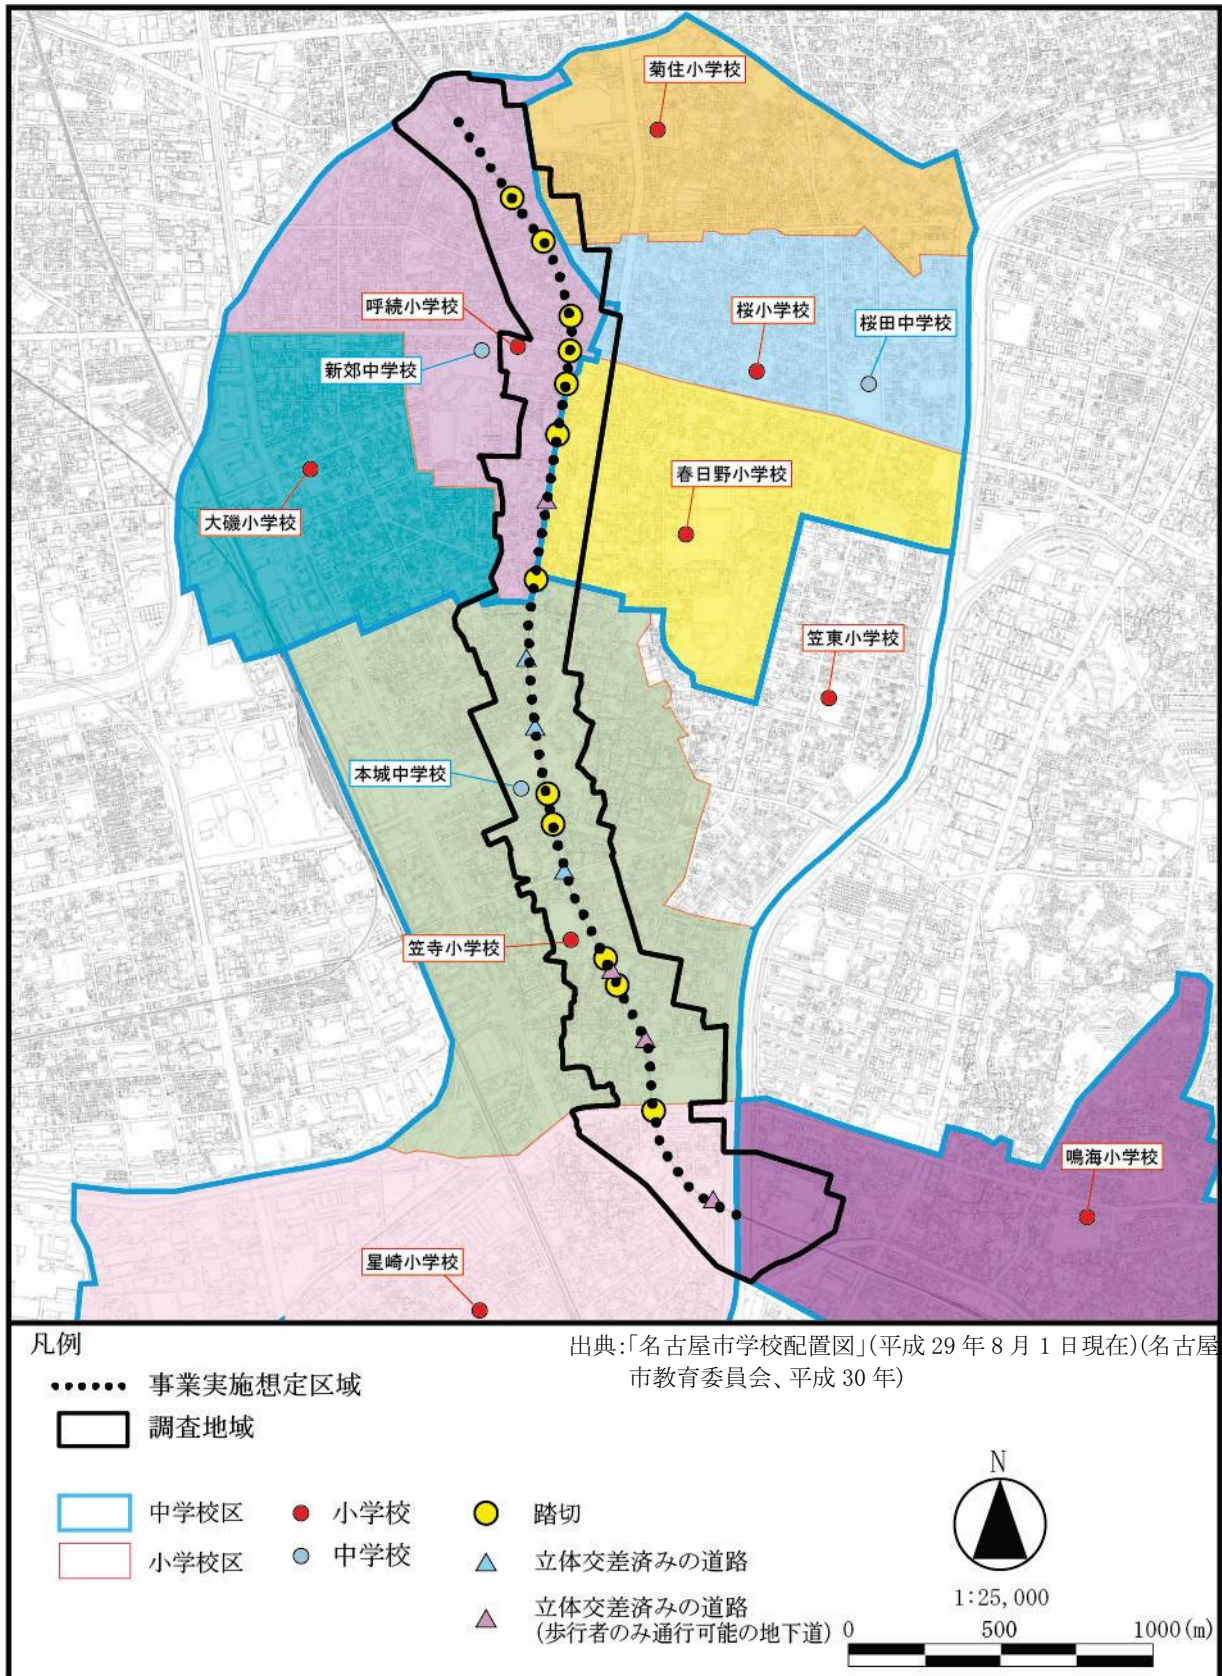 菊住小学校
呼続小学校
桜小学校
桜田中学校
新郊中学校
春日野小学校
大磯小学校
笠東小学校
本城中学校
笠寺小学校
鳴海小学校
星崎小学校
凡例
出典:「名古屋市学校配置図」(平成 29 年 8 月 1 日現在)(名古屋
市教育委員会、平成 30 年)
事業実施想定区域
調査地域
中学校区
小学校
踏切
小学校区
中学校
立体交差済みの道路
立体交差済みの道路
(歩行者のみ通行可能の地下道)
N
1:25,000
0 500 1000(m)